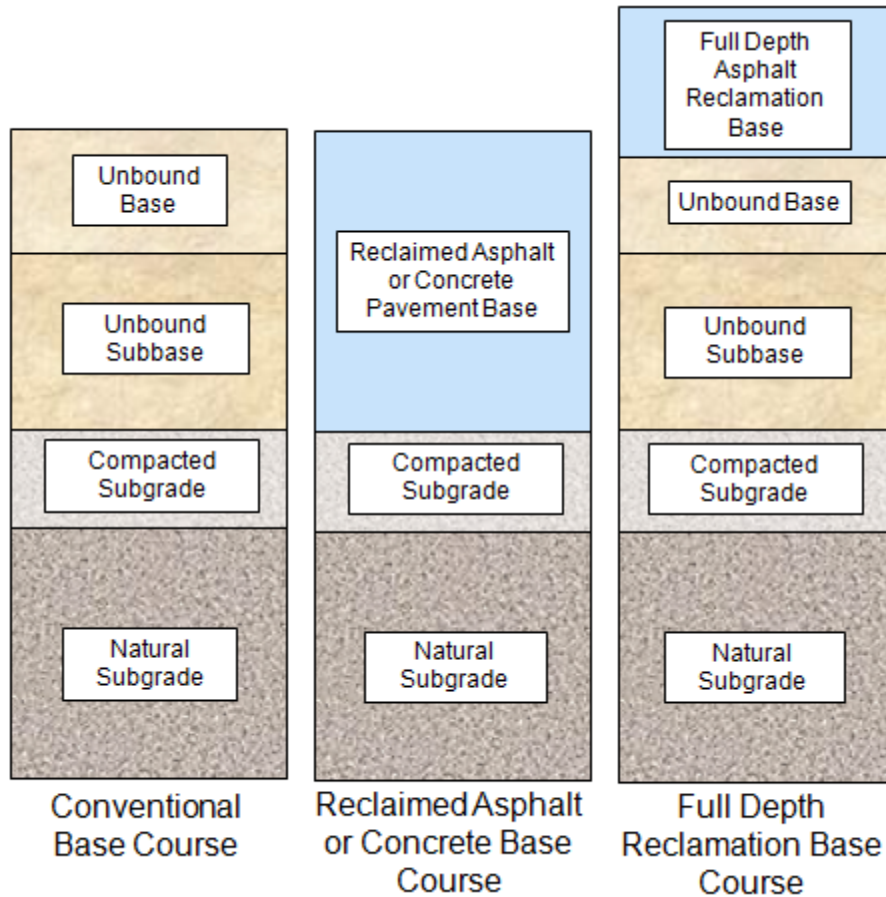 Unbound
Base
Unbound
Subbase
Compacted
Subgrade
Natural
Subgrade
Conventional
Base Course
Reclaimed Asphalt
or Concrete
Pavement Base
Compacted
Subgrade
Natural
Subgrade
Reclaimed Asphalt
or Concrete Base
Course
Full Depth
Asphalt
Reclamation
Base
Unbound Base
Unbound
Subbase
Compacted
Subgrade
Natural
Subgrade
Full Depth
Reclamation Base
Course